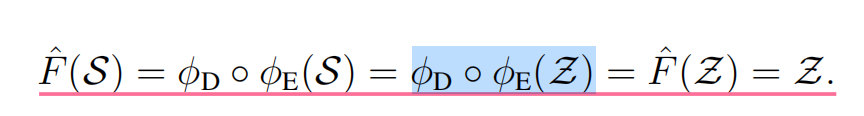 F̂(𝒮) = ϕ_D ∘ ϕ_E(𝒮) = ϕ_D ∘ ϕ_E(𝒵) = F̂(𝒵) = 𝒵.